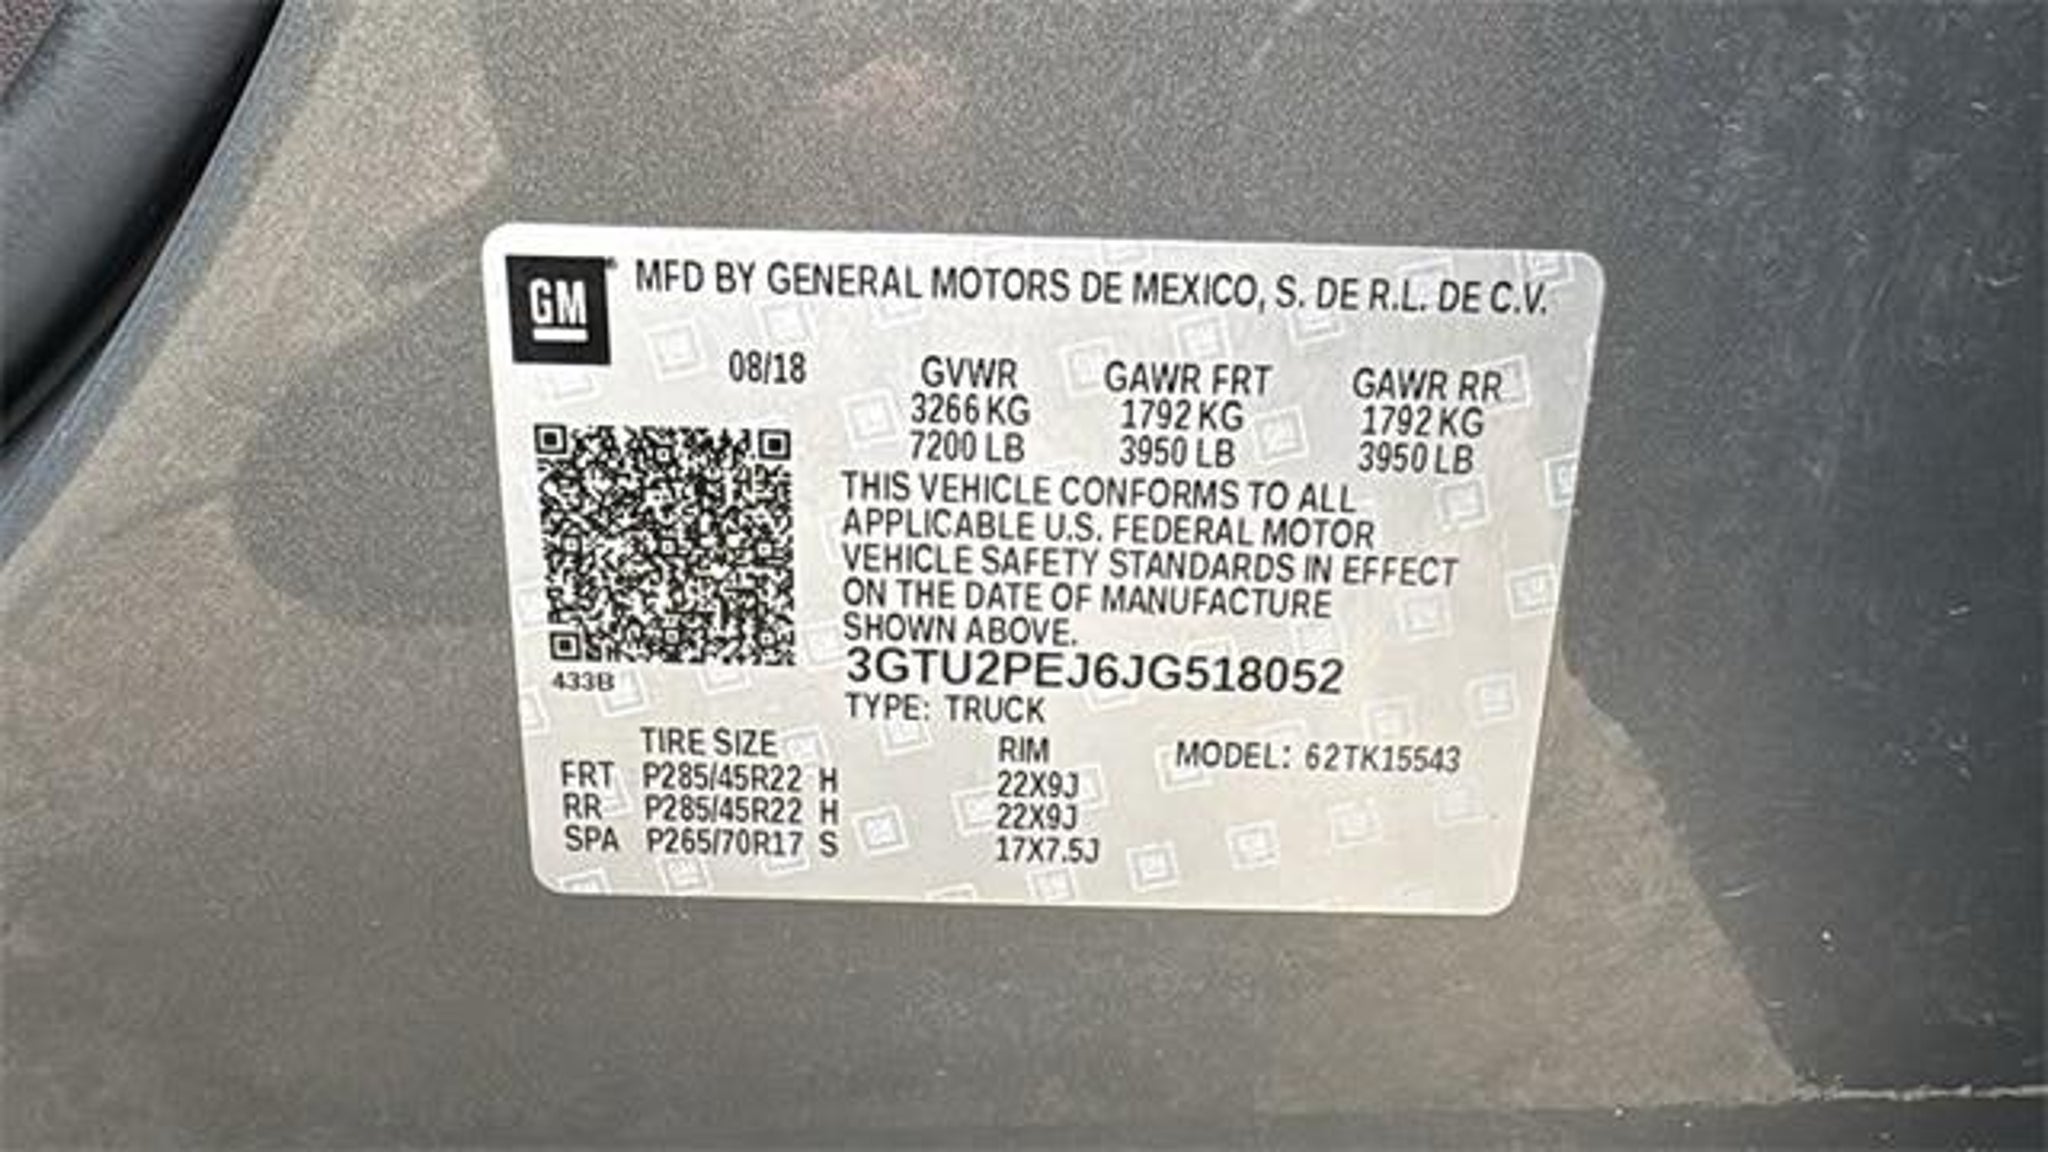 GM® MFD BY GENERAL MOTORS DE MEXICO, S. DE R.L. DE C.V.
08/18 GVWR GAWR FRT GAWR RR
3266 KG 1792 KG 1792 KG
7200 LB 3950 LB 3950 LB
THIS VEHICLE CONFORMS TO ALL
APPLICABLE U.S. FEDERAL MOTOR
VEHICLE SAFETY STANDARDS IN EFFECT
ON THE DATE OF MANUFACTURE
SHOWN ABOVE.
433B 3GTU2PEJ6JG518052
TYPE: TRUCK
TIRE SIZE RIM MODEL: 62TK15543
FRT P285/45R22 H 22X9J
RR P285/45R22 H 22X9J
SPA P265/70R17 S 17X7.5J